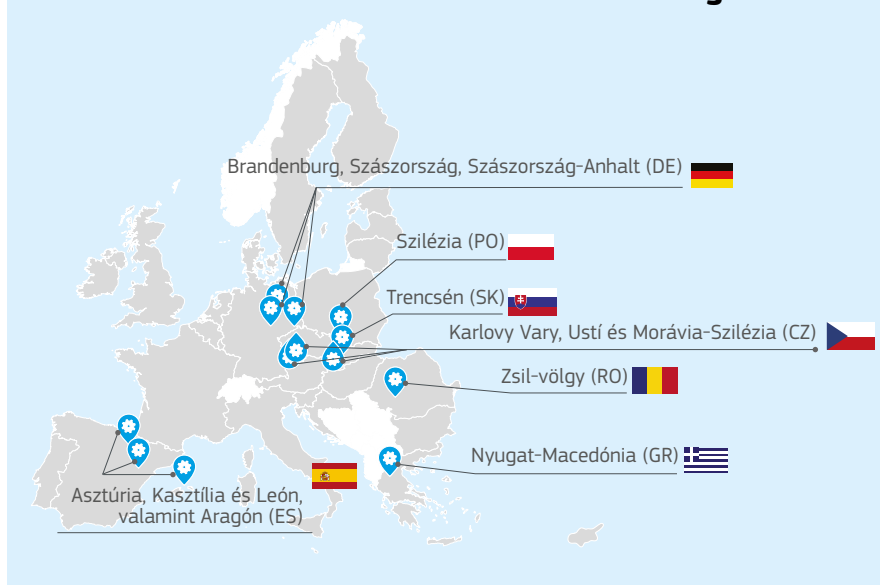 Brandenburg, Szászország, Szászország-Anhalt (DE)
Szilézia (PO)
Trencsén (SK)
Karlovy Vary, Ustí és Morávia-Szilézia (CZ)
Zsil-völgy (RO)
Nyugat-Macedónia (GR)
Asztúria, Kasztília és León,
valamint Aragón (ES)